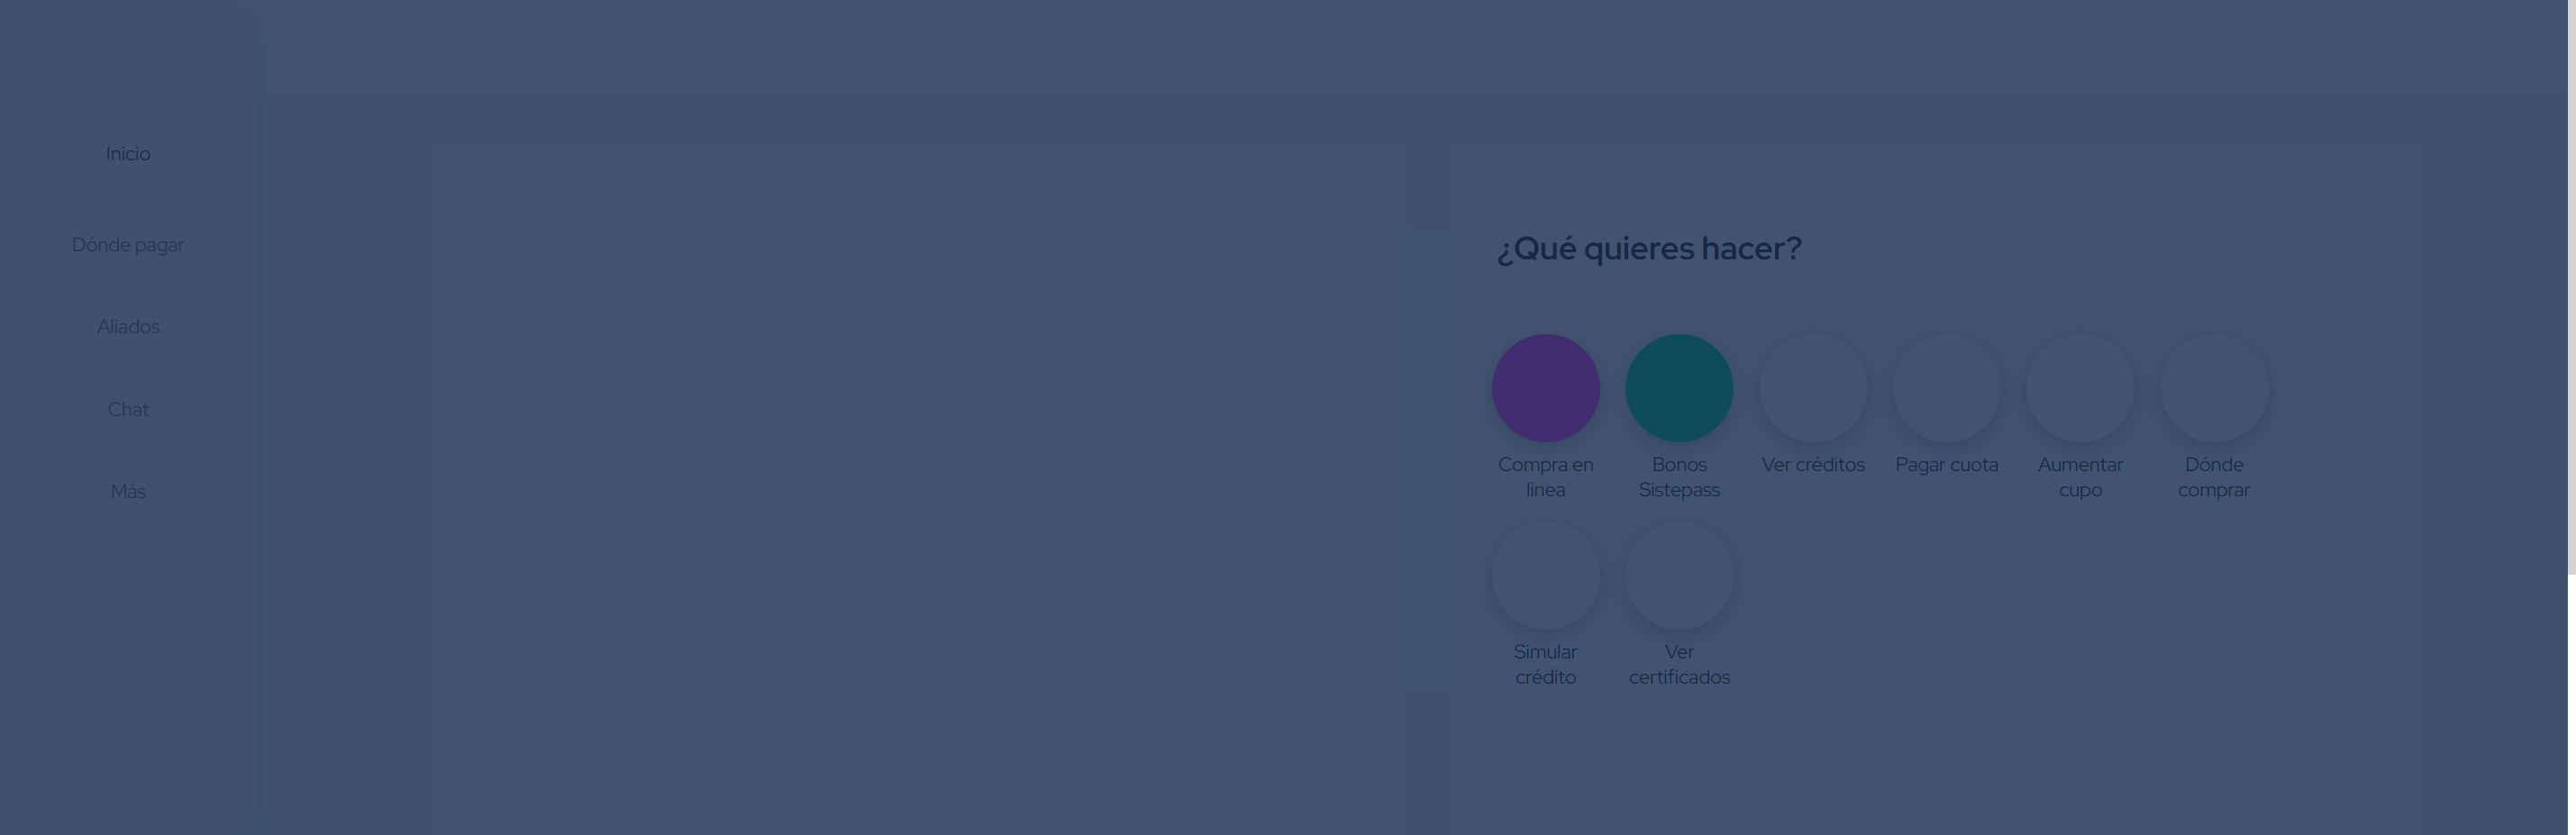 Inicio
Dónde pagar
Aliados
Chat
Más
¿Qué quieres hacer?
Compra en
línea
Bonos
Sistepass
Ver créditos
Pagar cuota
Aumentar
cupo
Dónde
comprar
Simular
crédito
Ver
certificados